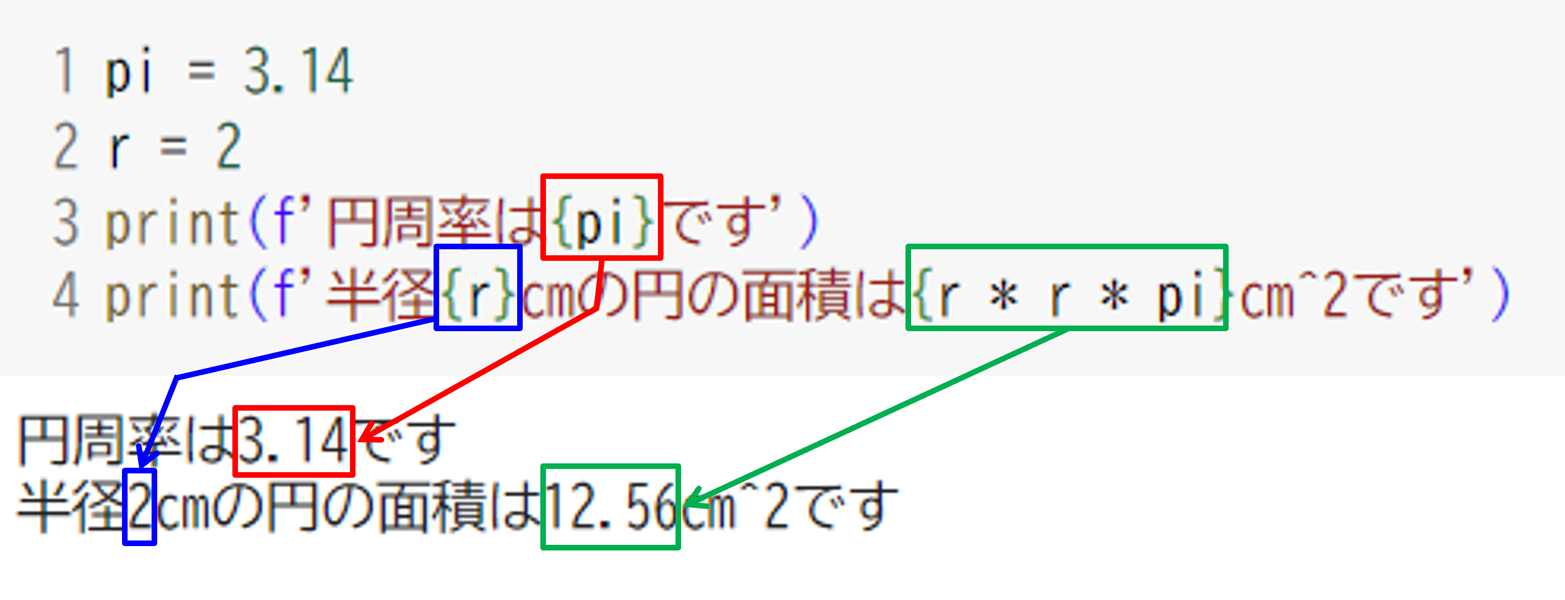 1 pi = 3.14
2 r = 2
3 print(f'円周率は{pi}です')
4 print(f'半径{r}cmの円の面積は{r * r * pi}cm^2です')
円周率は3.14です
半径2cmの円の面積は12.56cm^2です